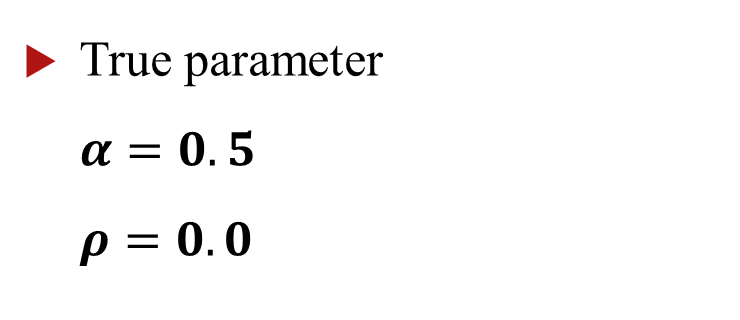 True parameter
α = 0.5
ρ = 0.0